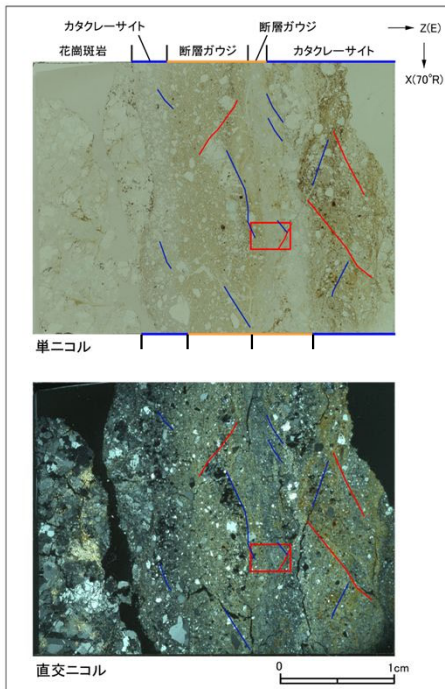 カタクレーサイト 断層ガウジ
花崗斑岩 断層ガウジ カタクレーサイト
Z(E)
X(70°R)
単ニコル
直交ニコル
0 1cm